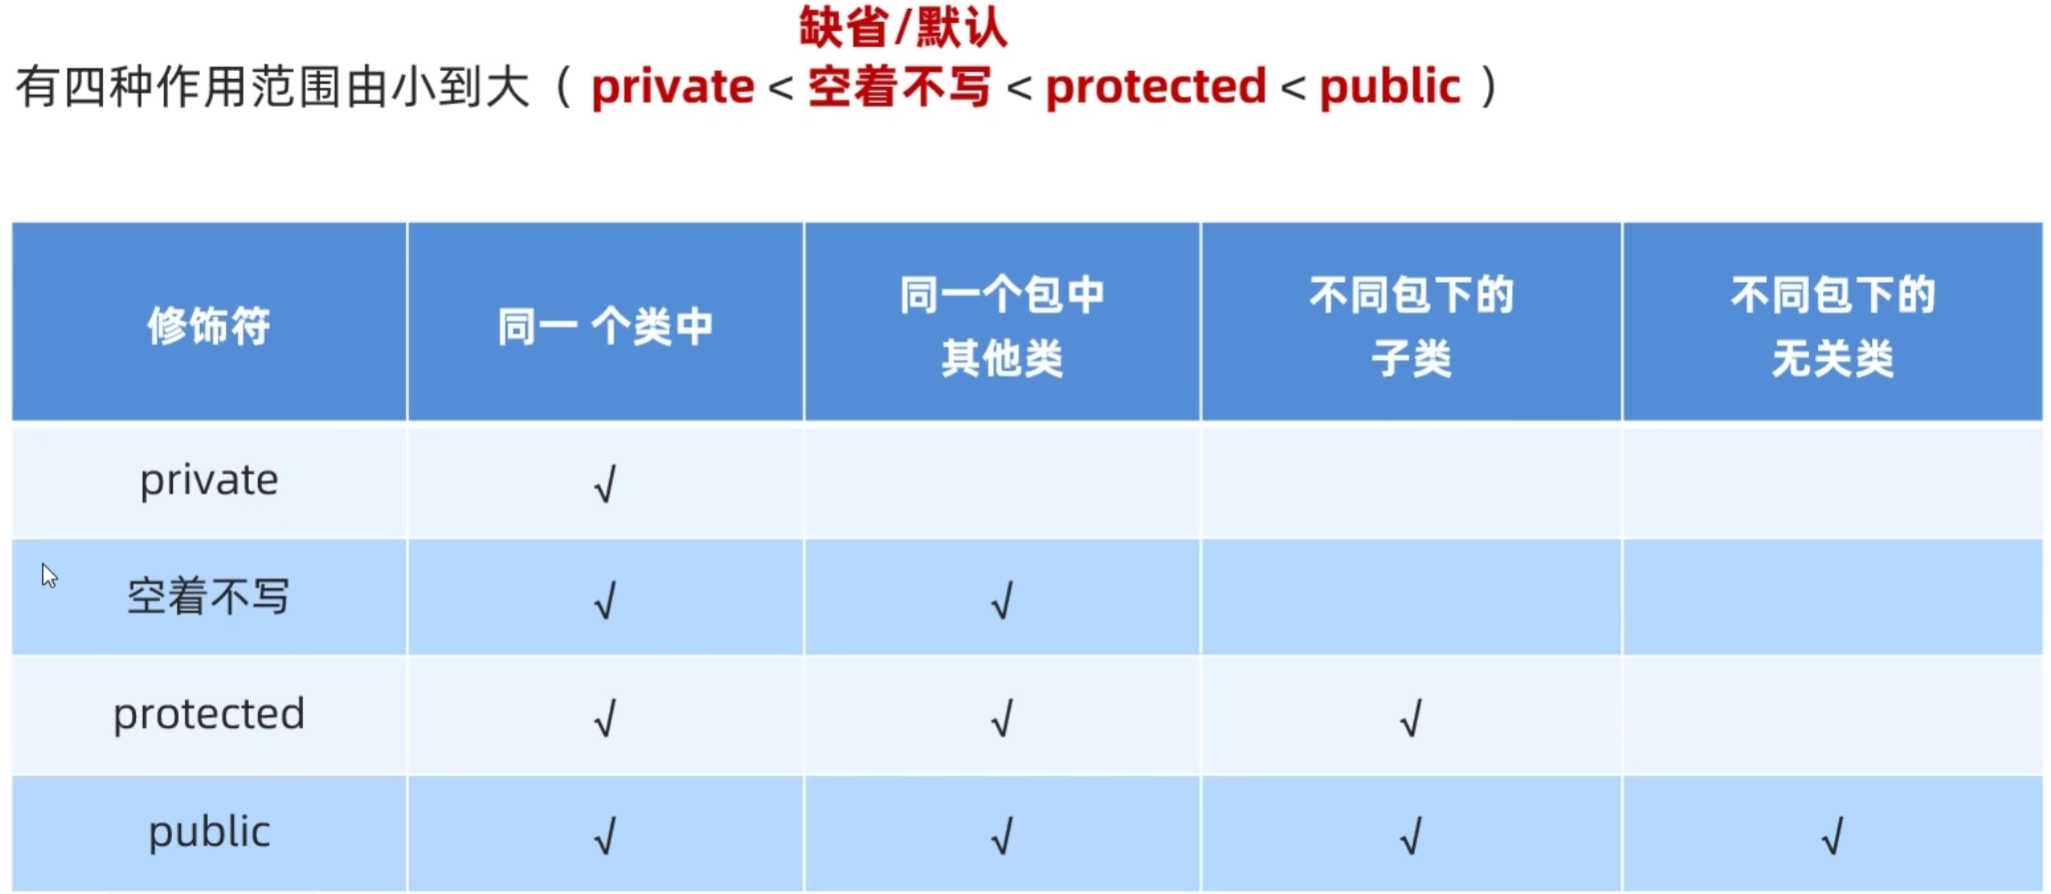 缺省/默认
有四种作用范围由小到大（ private < 空着不写 < protected < public ）
修饰符
同一 个类中
同一个包中
其他类
不同包下的
子类
不同包下的
无关类
private √
空着不写 √ √
protected √ √ √
public √ √ √ √